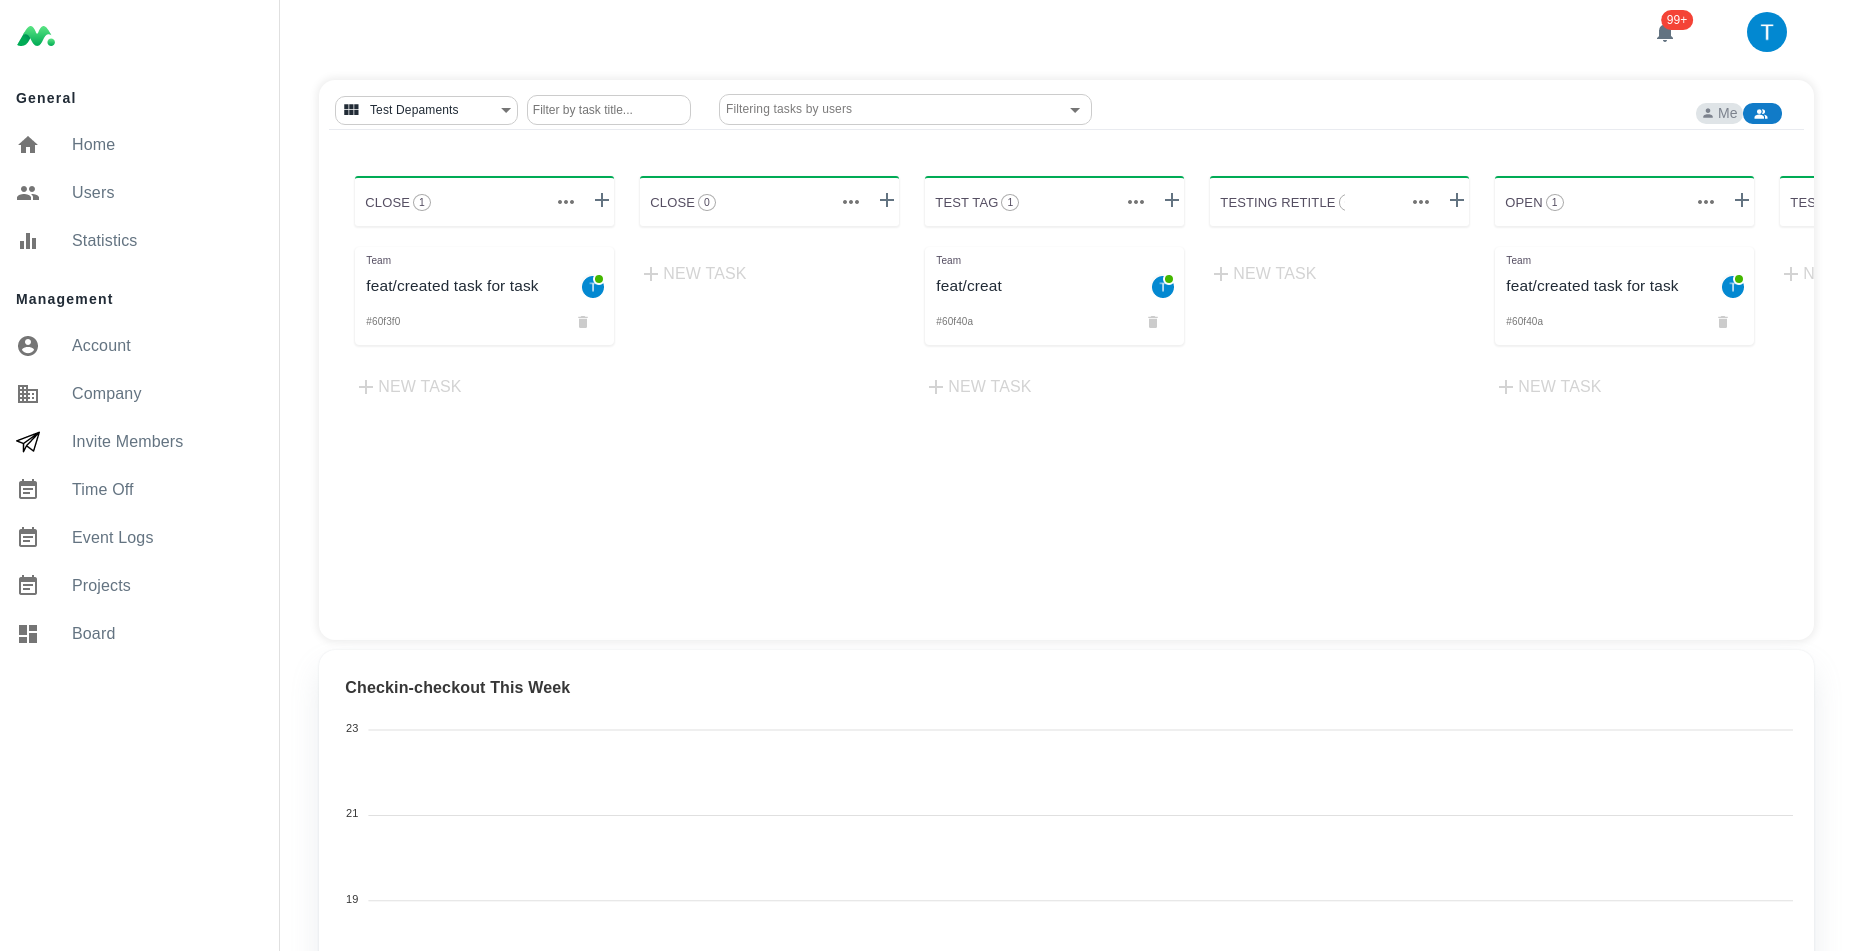 99+
T
General
Home
Users
Statistics
Management
Account
Company
Invite Members
Time Off
Event Logs
Projects
Board
Test Depaments
Filter by task title...
Filtering tasks by users
Me
CLOSE 1
CLOSE 0
TEST TAG 1
TESTING RETITLE
OPEN 1
TES
Team
feat/created task for task
T
#60f3f0
NEW TASK
NEW TASK
Team
feat/creat
T
#60f40a
NEW TASK
NEW TASK
Team
feat/created task for task
T
#60f40a
NEW TASK
N
Checkin-checkout This Week
23
21
19